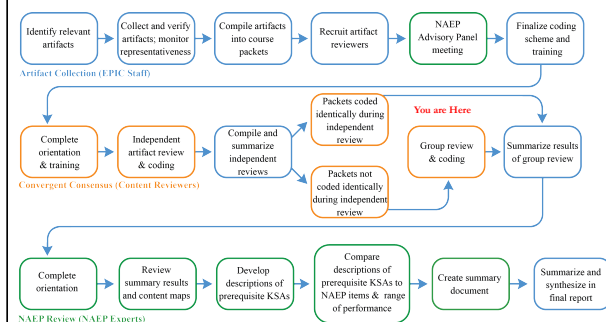 Identify relevant
artifacts
Collect and verify
artifacts; monitor
representativeness
Compile artifacts
into course
packets
Recruit artifact
reviewers
NAEP
Advisory Panel
meeting
Finalize coding
scheme and
training
Artifact Collection (EPIC Staff)
Complete
orientation
& training
Independent
artifact review
& coding
Compile and
summarize
independent
reviews
Packets coded
identically during
independent
review
Packets not
coded identically
during independent
review
You are Here
Group review
& coding
Summarize results
of group review
Convergent Consensus (Content Reviewers)
Complete
orientation
Review
summary results
and content maps
Develop
descriptions of
prerequisite KSAs
Compare
descriptions of
prerequisite KSAs to
NAEP items & range
of performance
Create summary
document
Summarize and
synthesize in
final report
NAEP Review (NAEP Experts)